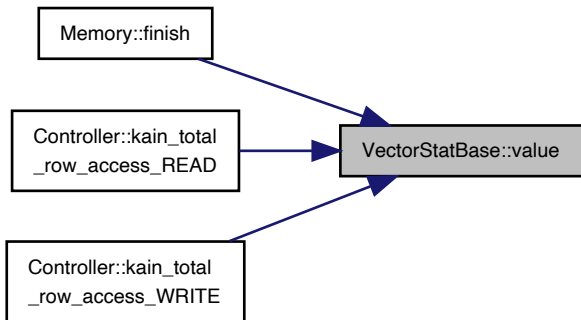 Memory::finish
Controller::kain_total
_row_access_READ
VectorStatBase::value
Controller::kain_total
_row_access_WRITE